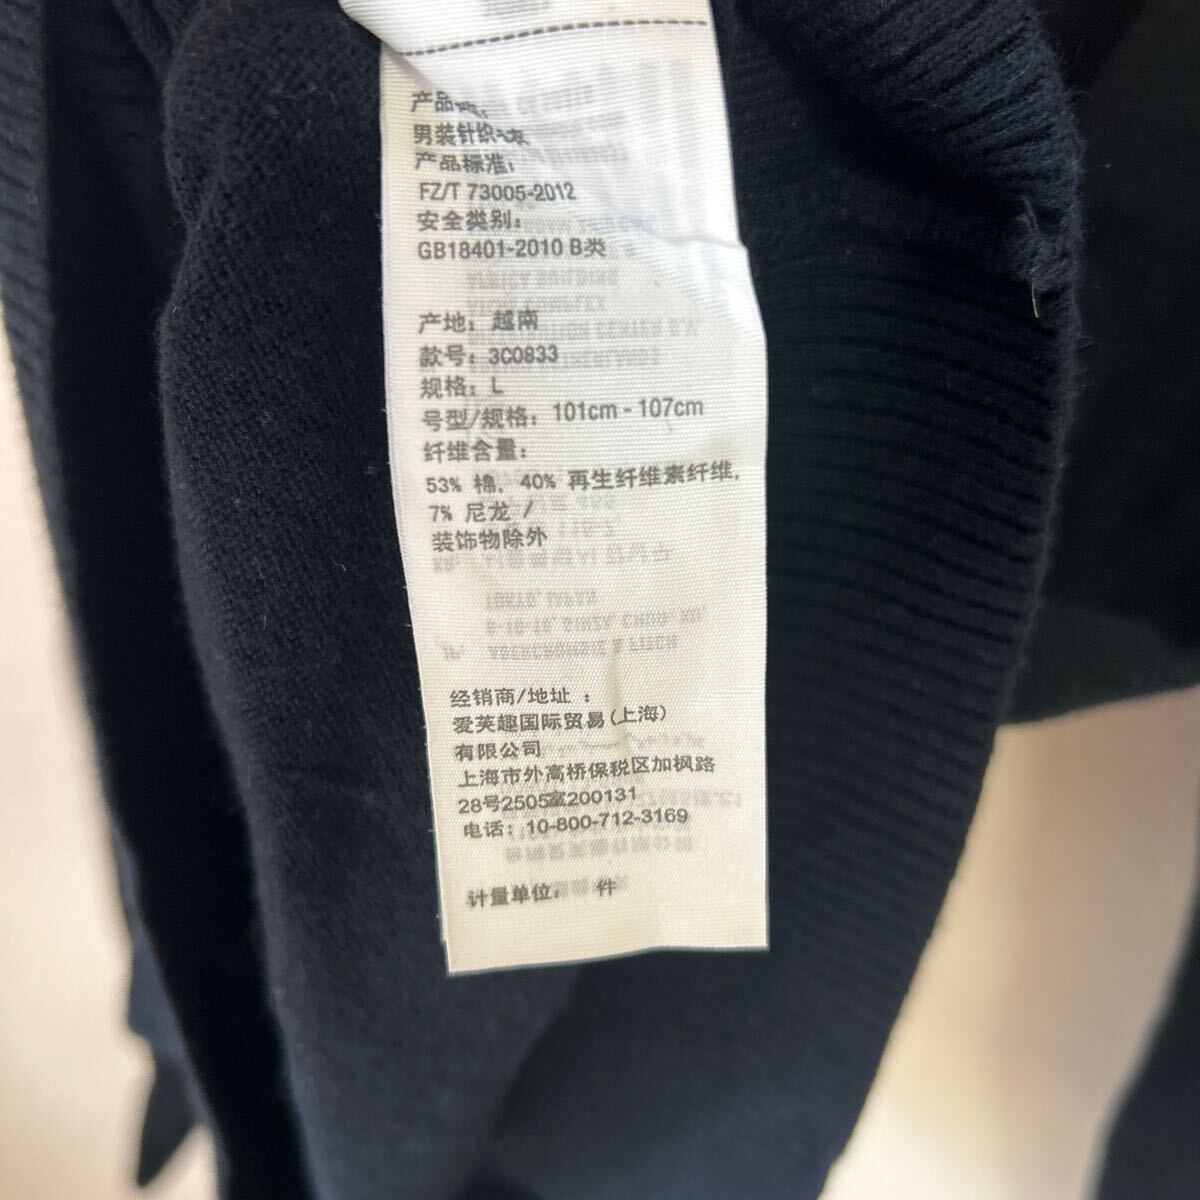 产品
男装针织
产品标准：
FZ/T 73005-2012
安全类别：
GB18401-2010 B类
产地：越南
款号：3C0833
规格：L
号型/规格：101cm - 107cm
纤维含量：
53% 棉, 40% 再生纤维素纤维,
7% 尼龙 /
装饰物除外
经销商/地址：
爱芙趣国际贸易(上海)
有限公司
上海市外高桥保税区加枫路
28号2505室200131
电话：10-800-712-3169
计量单位： 件